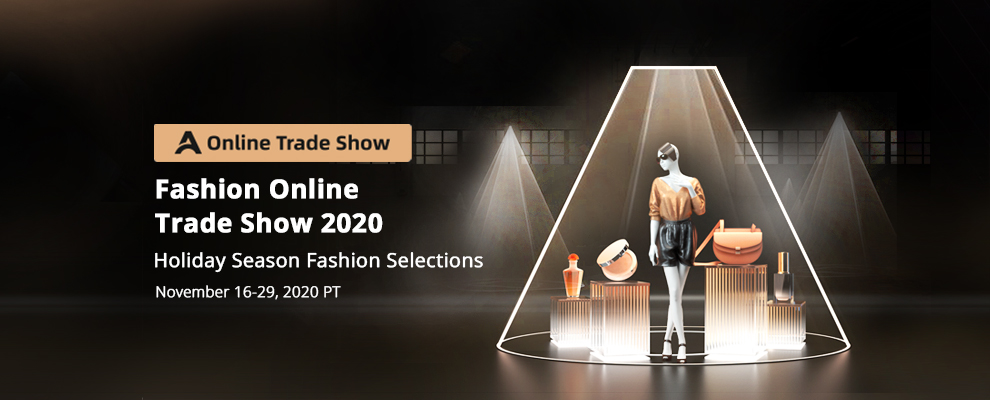 Online Trade Show
Fashion Online
Trade Show 2020
Holiday Season Fashion Selections
November 16-29, 2020 PT